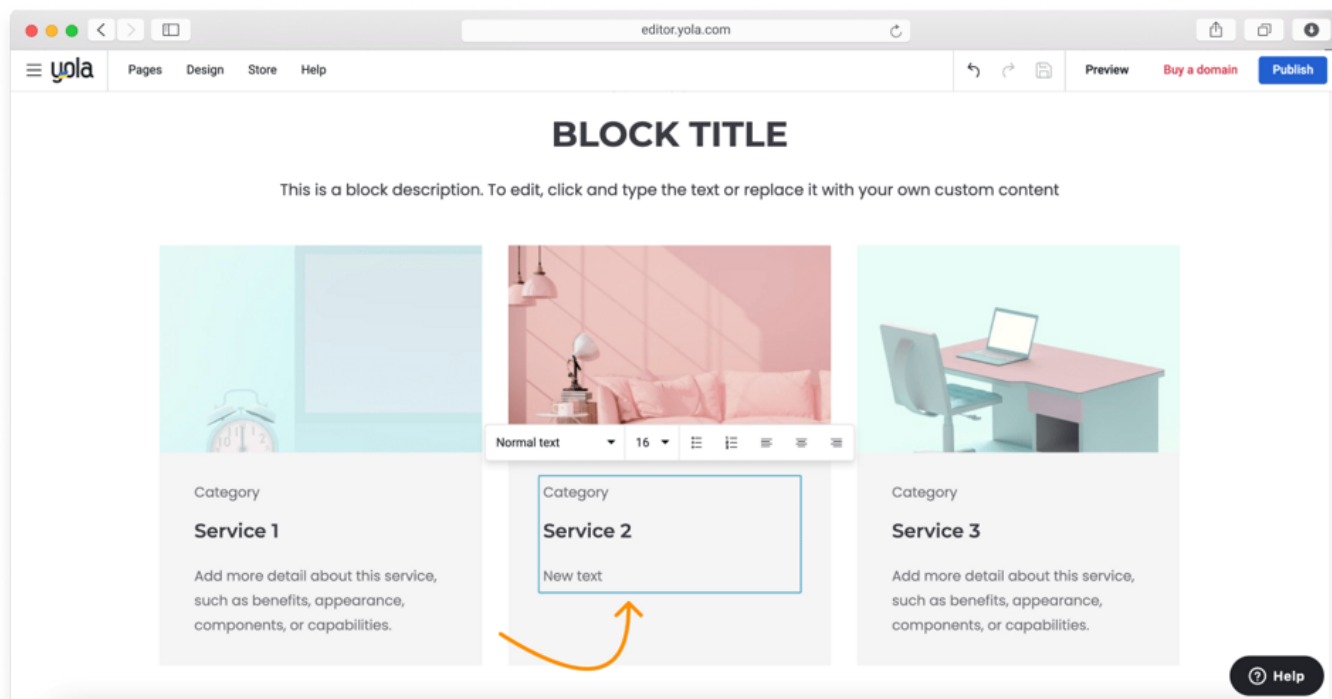 editor.yola.com
yola
Pages Design Store Help
Preview Buy a domain Publish
BLOCK TITLE
This is a block description. To edit, click and type the text or replace it with your own custom content
Normal text 16
Category
Service 1
Add more detail about this service,
such as benefits, appearance,
components, or capabilities.
Category
Service 2
New text
Category
Service 3
Add more detail about this service,
such as benefits, appearance,
components, or capabilities.
Help